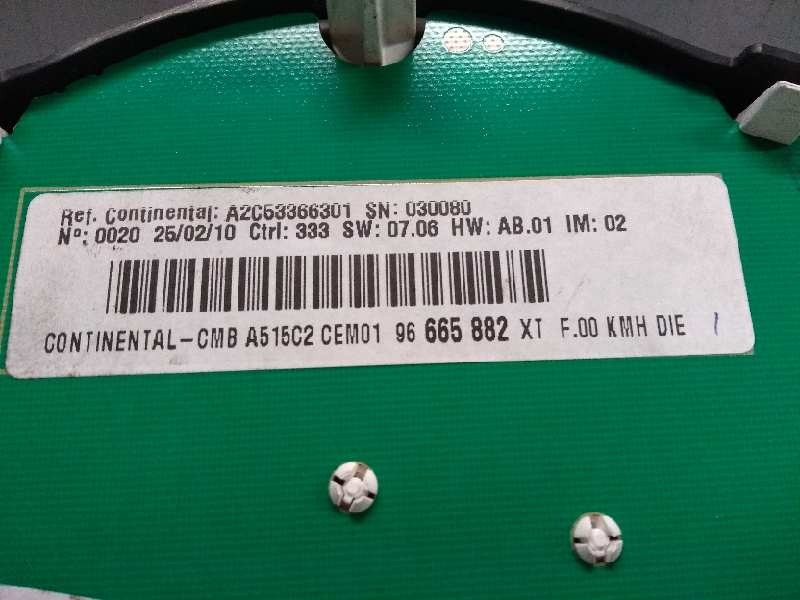 Ref. Continental: A2C53366301 SN: 030080
Nº: 0020 25/02/10 Ctrl: 333 SW: 07.06 HW: AB.01 IM: 02
CONTINENTAL-CMB A515C2 CEM01 96 665 882 XT F.00 KMH DIE